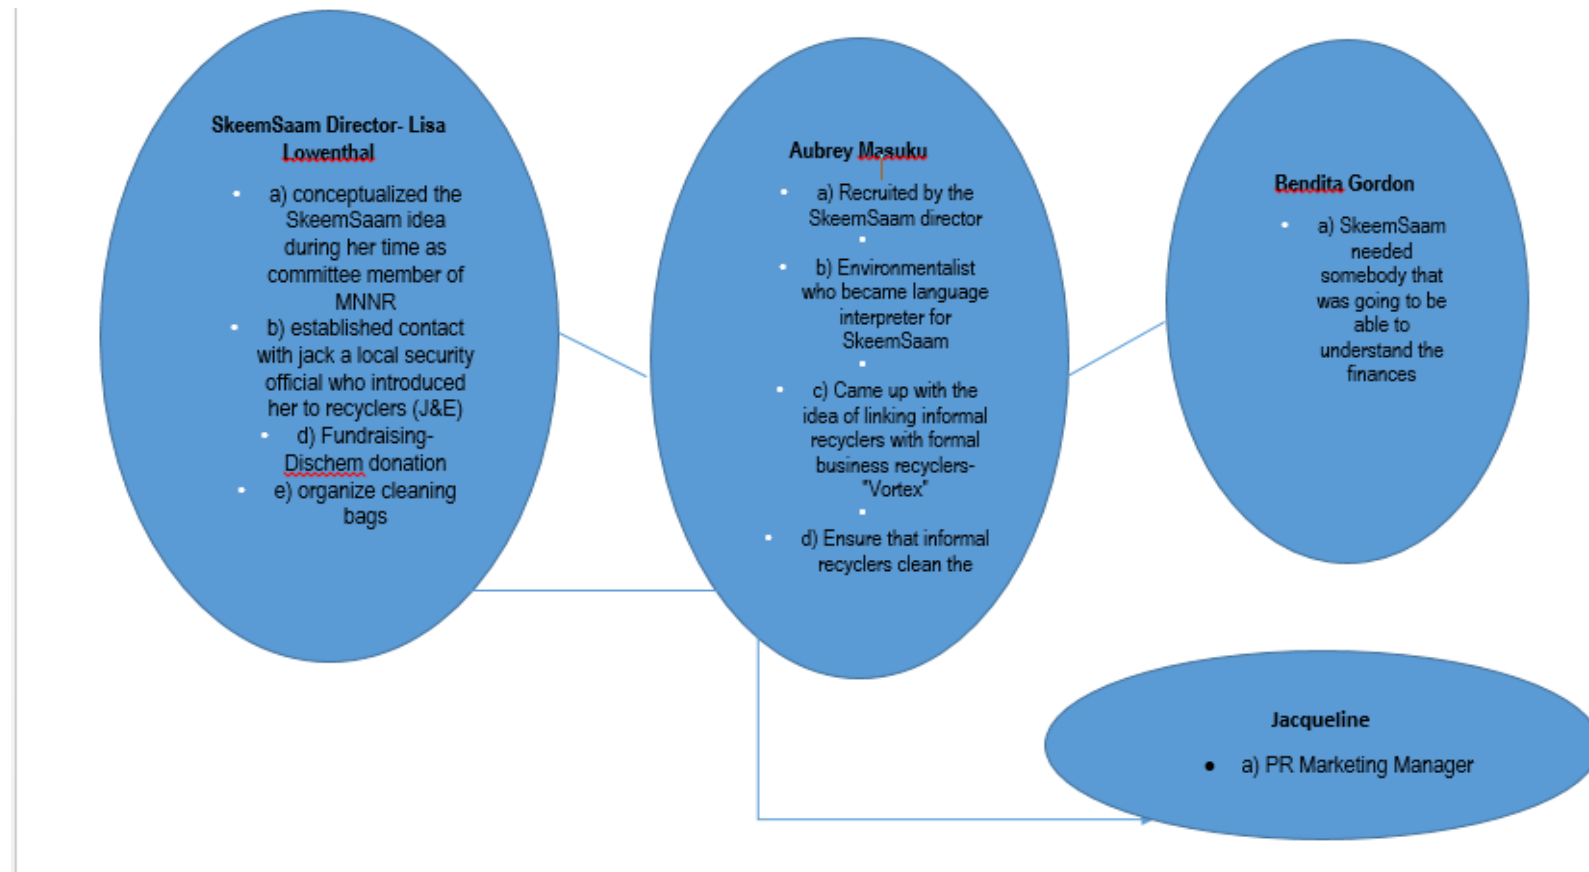 SkeemSaam Director- Lisa
Lowenthal
a) conceptualized the
SkeemSaam idea
during her time as
committee member of
MNNR
b) established contact
with jack a local security
official who introduced
her to recyclers (J&E)
d) Fundraising-
Dischem donation
e) organize cleaning
bags
Aubrey Masuku
a) Recruited by the
SkeemSaam director
b) Environmentalist
who became language
interpreter for
SkeemSaam
c) Came up with the
idea of linking informal
recyclers with formal
business recyclers-
"Vortex"
d) Ensure that informal
recyclers clean the
Bendita Gordon
a) SkeemSaam
needed
somebody that
was going to be
able to
understand the
finances
Jacqueline
a) PR Marketing Manager